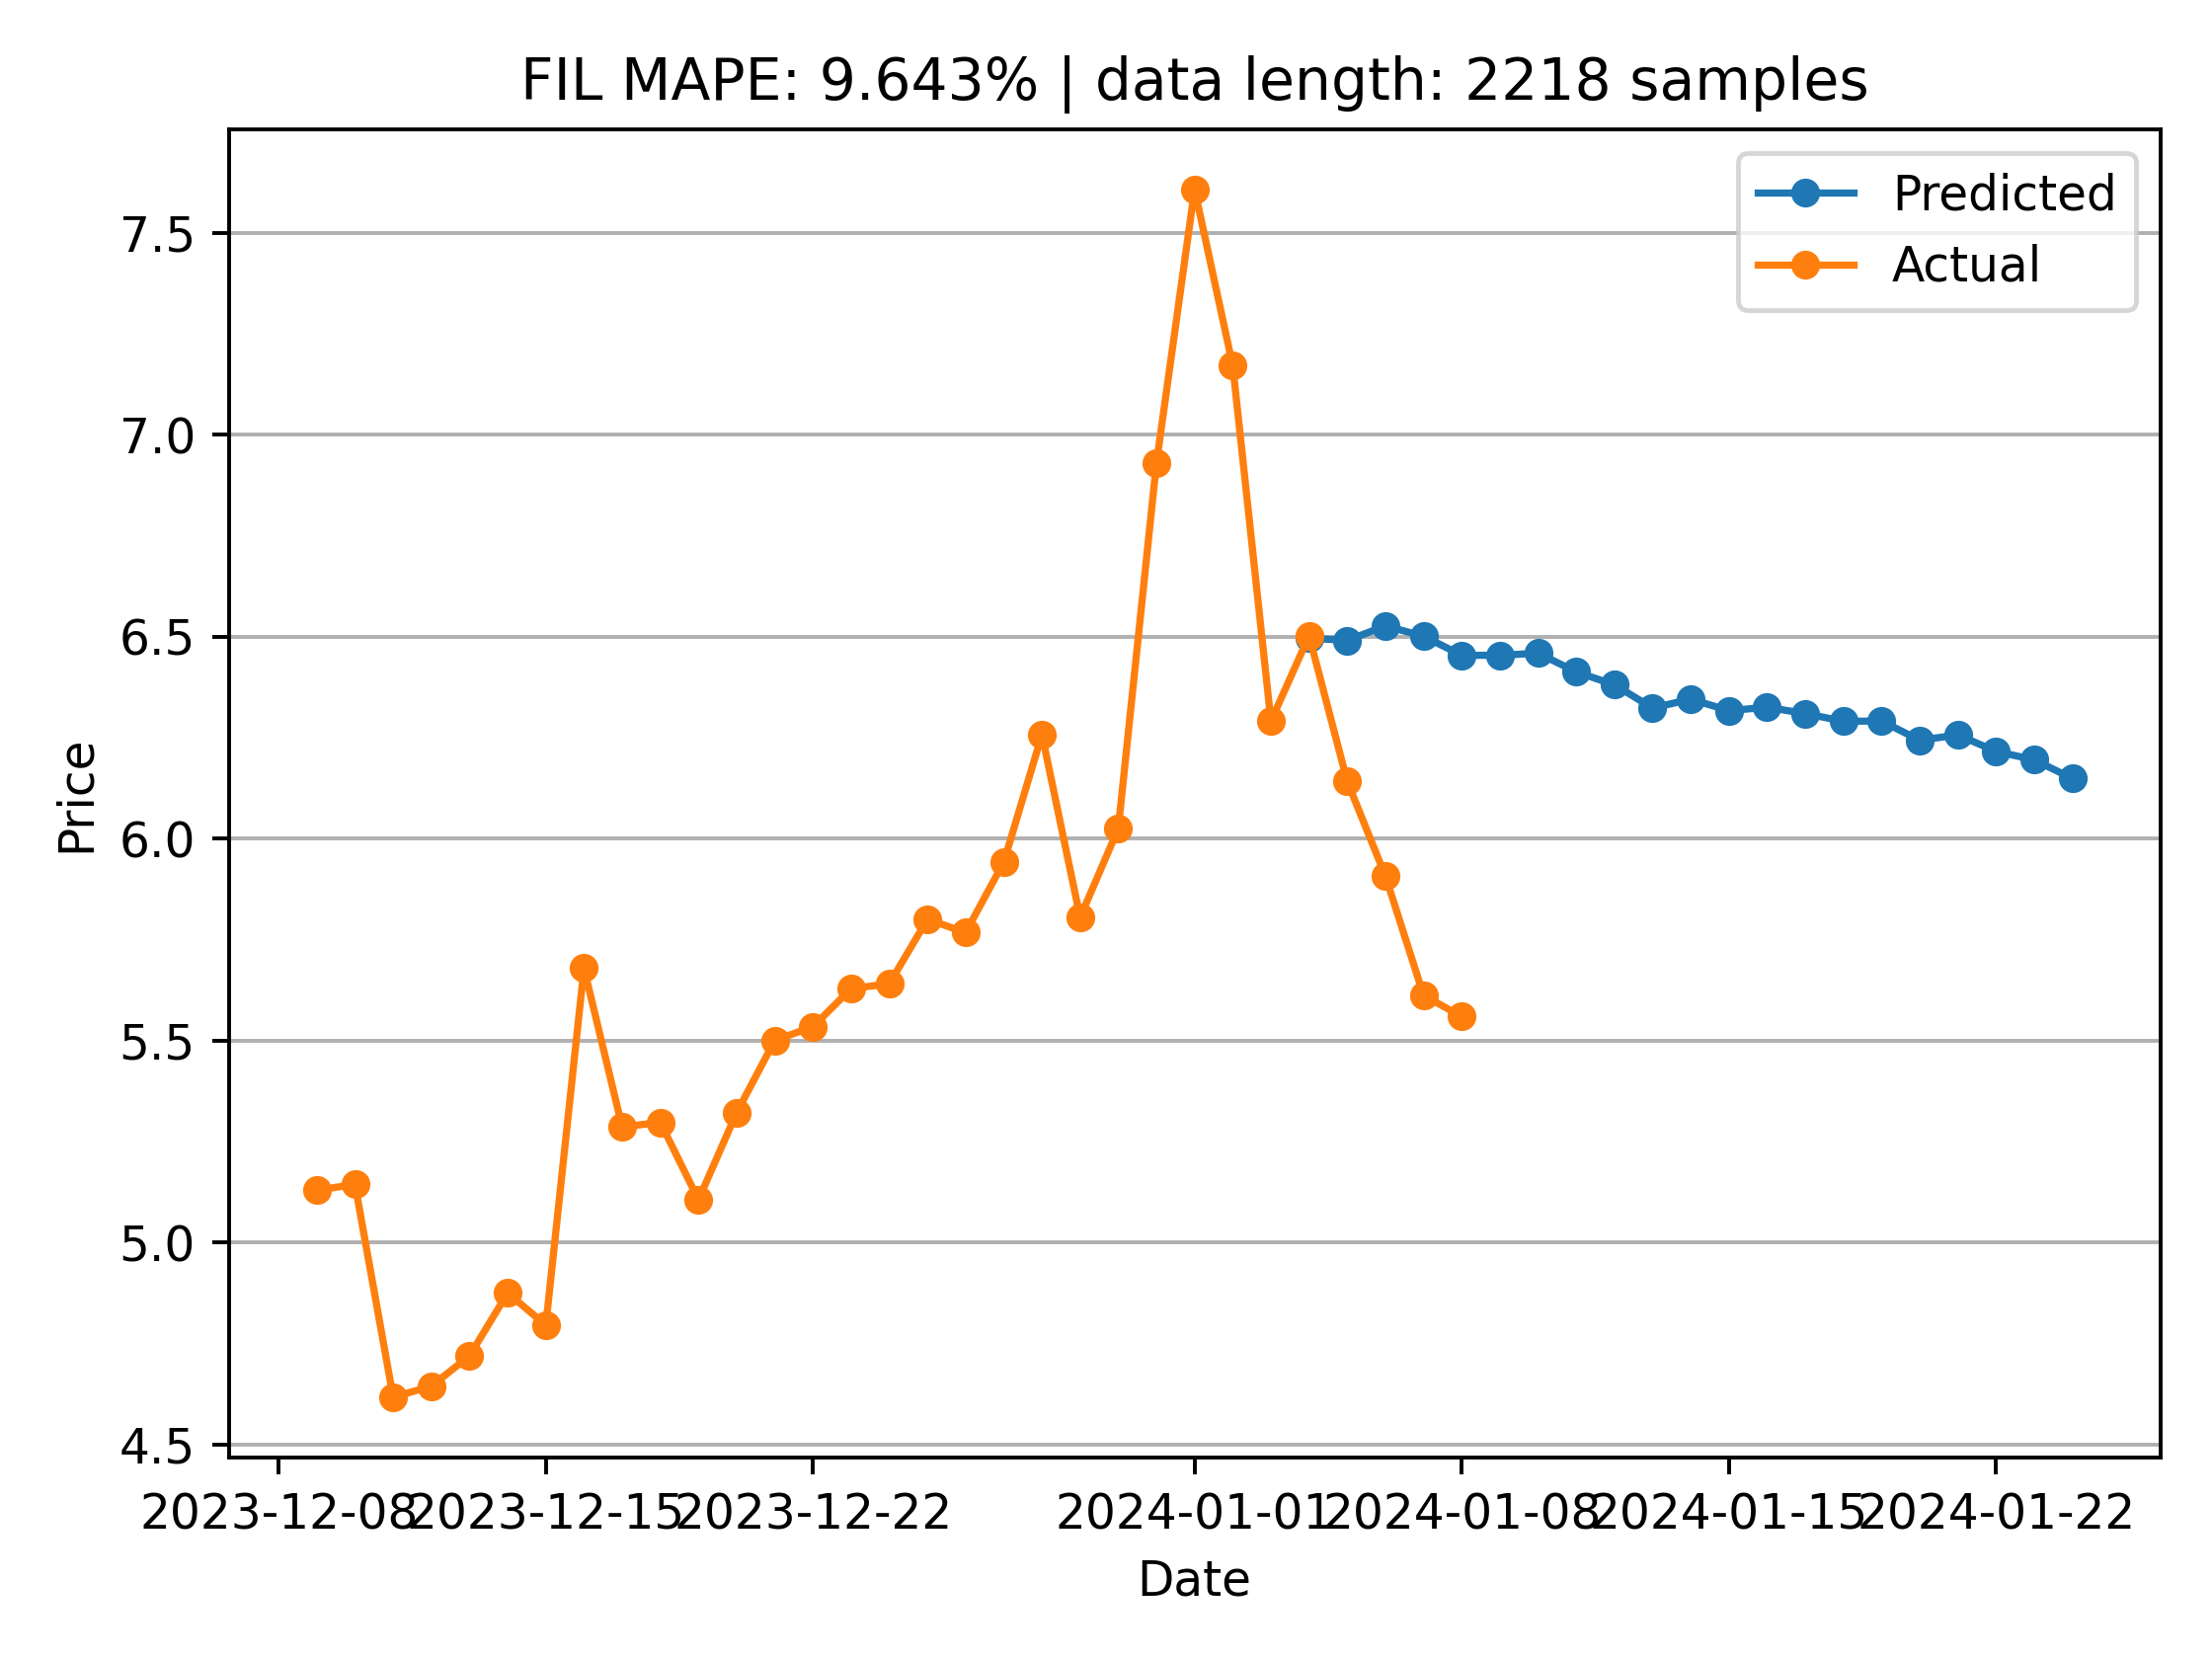 FIL MAPE: 9.643% | data length: 2218 samples
Predicted
Actual
7.5
7.0
6.5
6.0
5.5
5.0
4.5
Price
2023-12-08 2023-12-15 2023-12-22 2024-01-01 2024-01-08 2024-01-15 2024-01-22
Date